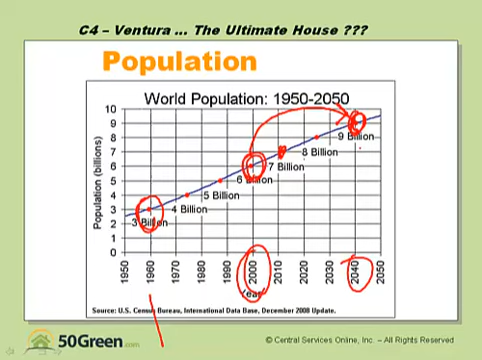 C4 – Ventura ... The Ultimate House ???
Population
World Population: 1950-2050
Population (billions)
10
9
8
7
6
5
4
3
2
1
0
9 Billion
8 Billion
7 Billion
6 Billion
5 Billion
4 Billion
3 Billion
1950
1960
1970
1980
1990
2000
2010
2020
2030
2040
2050
Year
Source: U.S. Census Bureau, International Data Base, December 2008 Update.
50Green.com
© Central Services Online, Inc. – All Rights Reserved